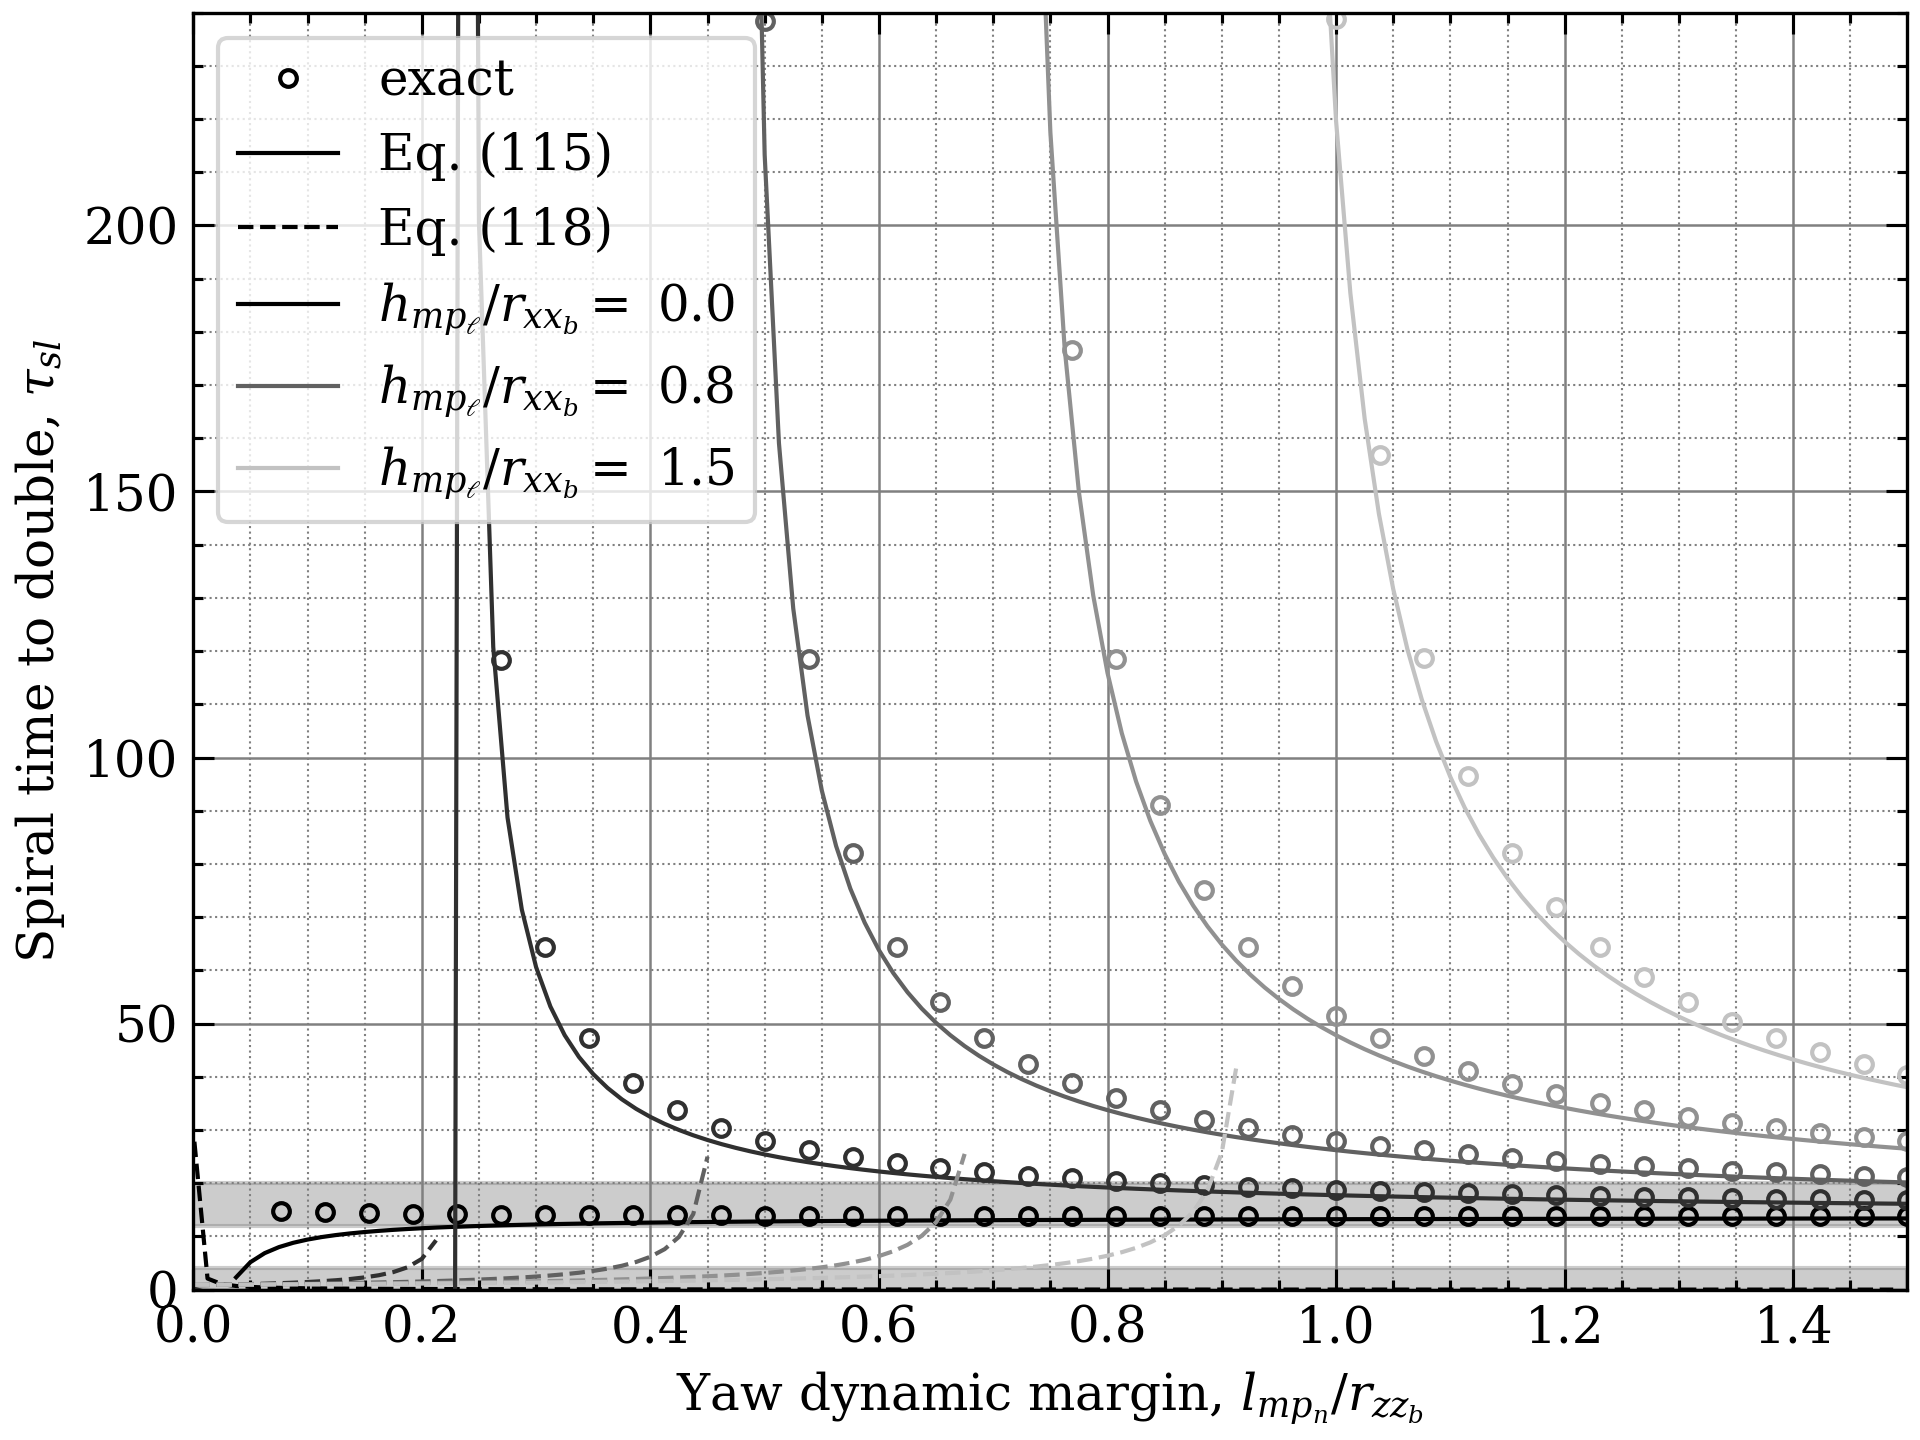 exact
Eq. (115)
Eq. (118)
h_{mp_ℓ}/r_{xx_b} = 0.0
h_{mp_ℓ}/r_{xx_b} = 0.8
h_{mp_ℓ}/r_{xx_b} = 1.5
200
150
100
50
0
Spiral time to double, τ_{sl}
0.0 0.2 0.4 0.6 0.8 1.0 1.2 1.4
Yaw dynamic margin, l_{mp_n}/r_{zz_b}